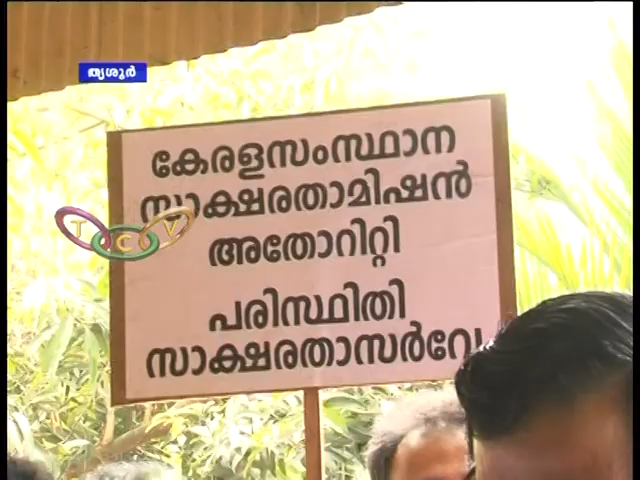 തൃശൂർ
കേരളസംസ്ഥാന
സാക്ഷരതാമിഷൻ
TCV
അതോറിറ്റി
പരിസ്ഥിതി
സാക്ഷരതാസർവേ